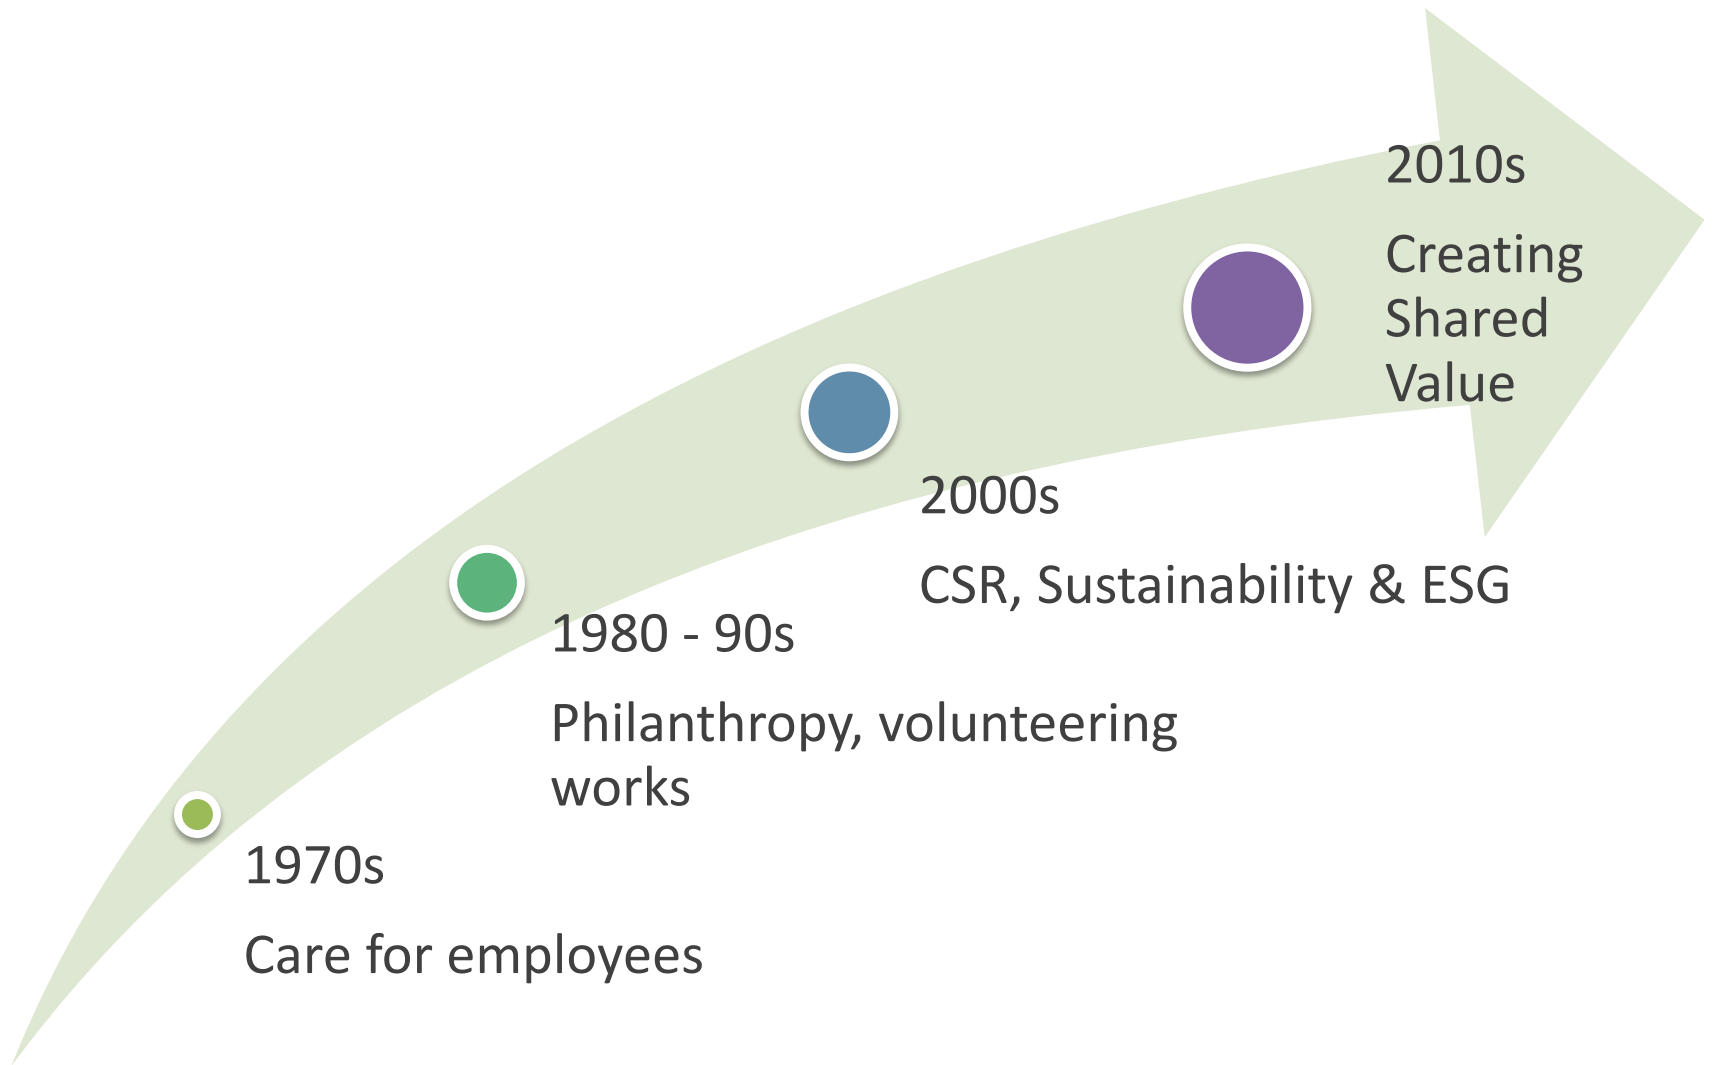 2010s
Creating
Shared
Value
2000s
CSR, Sustainability & ESG
1980 - 90s
Philanthropy, volunteering
works
1970s
Care for employees